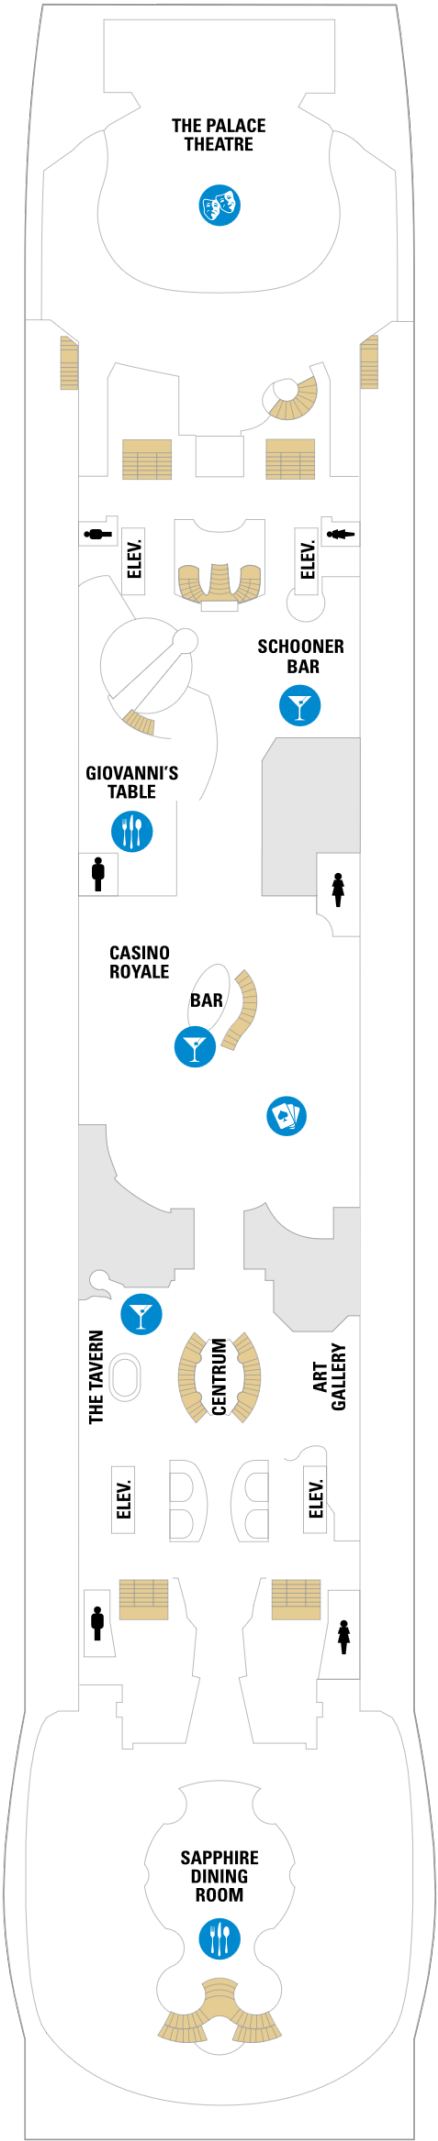 THE PALACE
THEATRE
ELEV.
ELEV.
SCHOONER
BAR
GIOVANNI'S
TABLE
CASINO
ROYALE
BAR
THE TAVERN
CENTRUM
ART
GALLERY
ELEV.
ELEV.
SAPPHIRE
DINING
ROOM